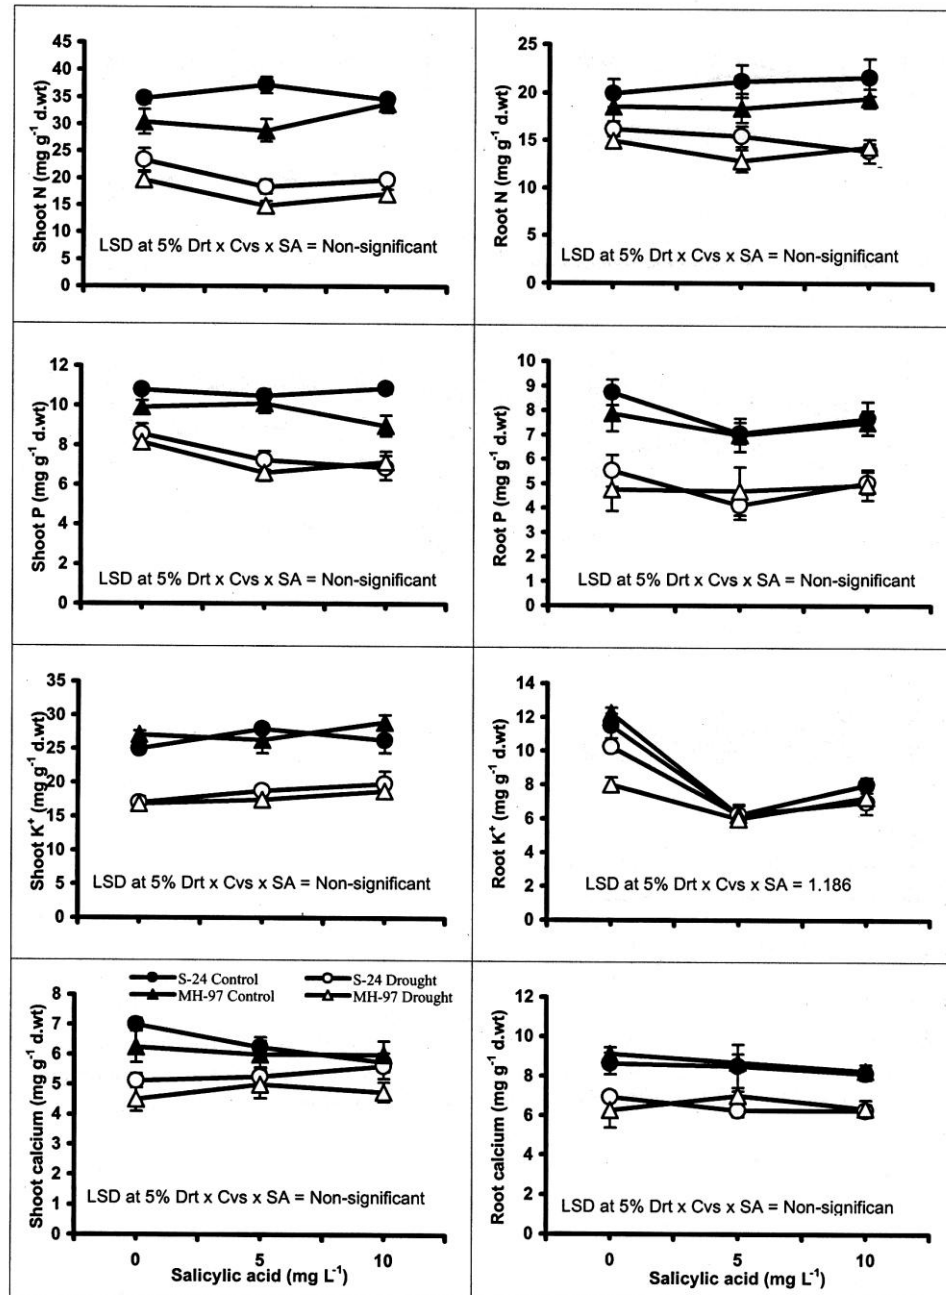 Shoot N (mg g⁻¹ d.wt)
45
40
35
30
25
20
15
10
5
0
LSD at 5% Drt x Cvs x SA = Non-significant
Root N (mg g⁻¹ d.wt)
25
20
15
10
5
0
LSD at 5% Drt x Cvs x SA = Non-significant
Shoot P (mg g⁻¹ d.wt)
12
10
8
6
4
2
0
LSD at 5% Drt x Cvs x SA = Non-significant
Root P (mg g⁻¹ d.wt)
10
9
8
7
6
5
4
3
2
1
0
LSD at 5% Drt x Cvs x SA = Non-significant
Shoot K⁺ (mg g⁻¹ d.wt)
35
30
25
20
15
10
5
0
LSD at 5% Drt x Cvs x SA = Non-significant
Root K⁺ (mg g⁻¹ d.wt)
14
12
10
8
6
4
2
0
LSD at 5% Drt x Cvs x SA = 1.186
S-24 Control
S-24 Drought
MH-97 Control
MH-97 Drought
Shoot calcium (mg g⁻¹ d.wt)
8
7
6
5
4
3
2
1
0
LSD at 5% Drt x Cvs x SA = Non-significant
0 5 10
Salicylic acid (mg L⁻¹)
Root calcium (mg g⁻¹ d.wt)
12
10
8
6
4
2
0
LSD at 5% Drt x Cvs x SA = Non-significan
0 5 10
Salicylic acid (mg L⁻¹)